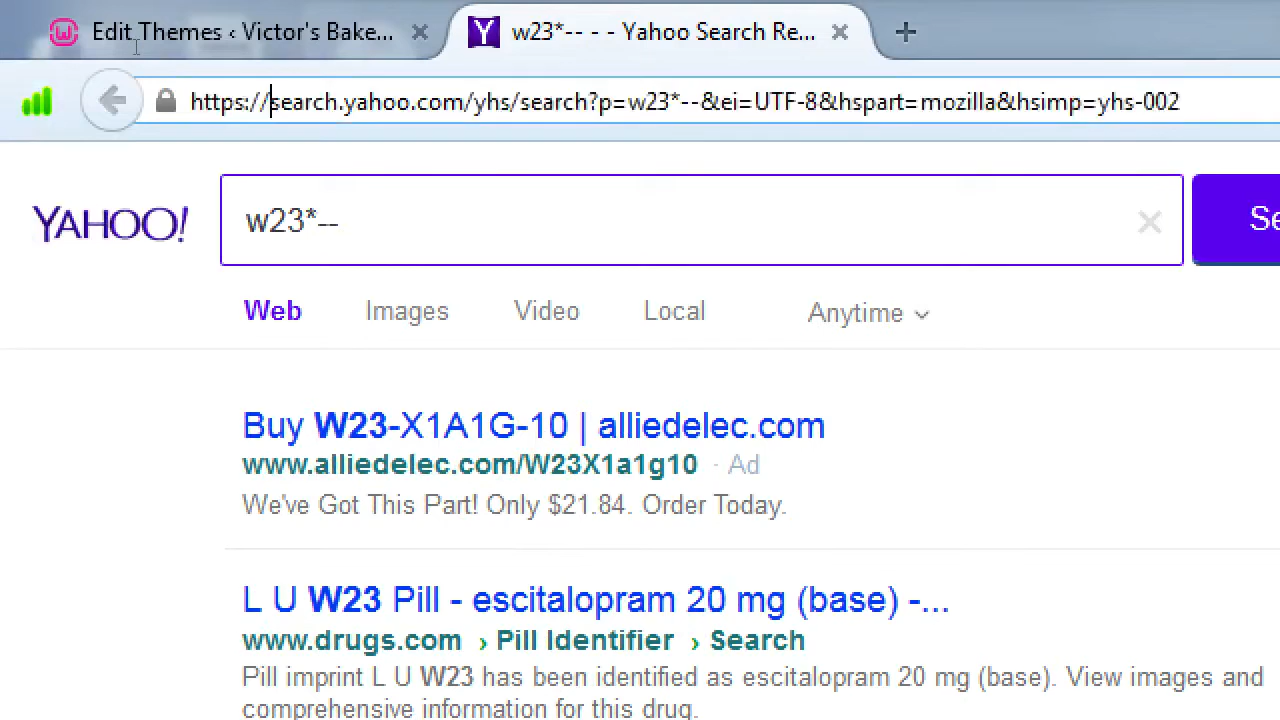 Edit Themes ‹ Victor's Bake...
w23*-- - - Yahoo Search Re...
https://search.yahoo.com/yhs/search?p=w23*--&ei=UTF-8&hspart=mozilla&hsimp=yhs-002
YAHOO!
w23*--
Se
Web Images Video Local Anytime
Buy W23-X1A1G-10 | alliedelec.com
www.alliedelec.com/W23X1a1g10 · Ad
We've Got This Part! Only $21.84. Order Today.
L U W23 Pill - escitalopram 20 mg (base) -...
www.drugs.com › Pill Identifier › Search
Pill imprint L U W23 has been identified as escitalopram 20 mg (base). View images and
comprehensive information for this drug.